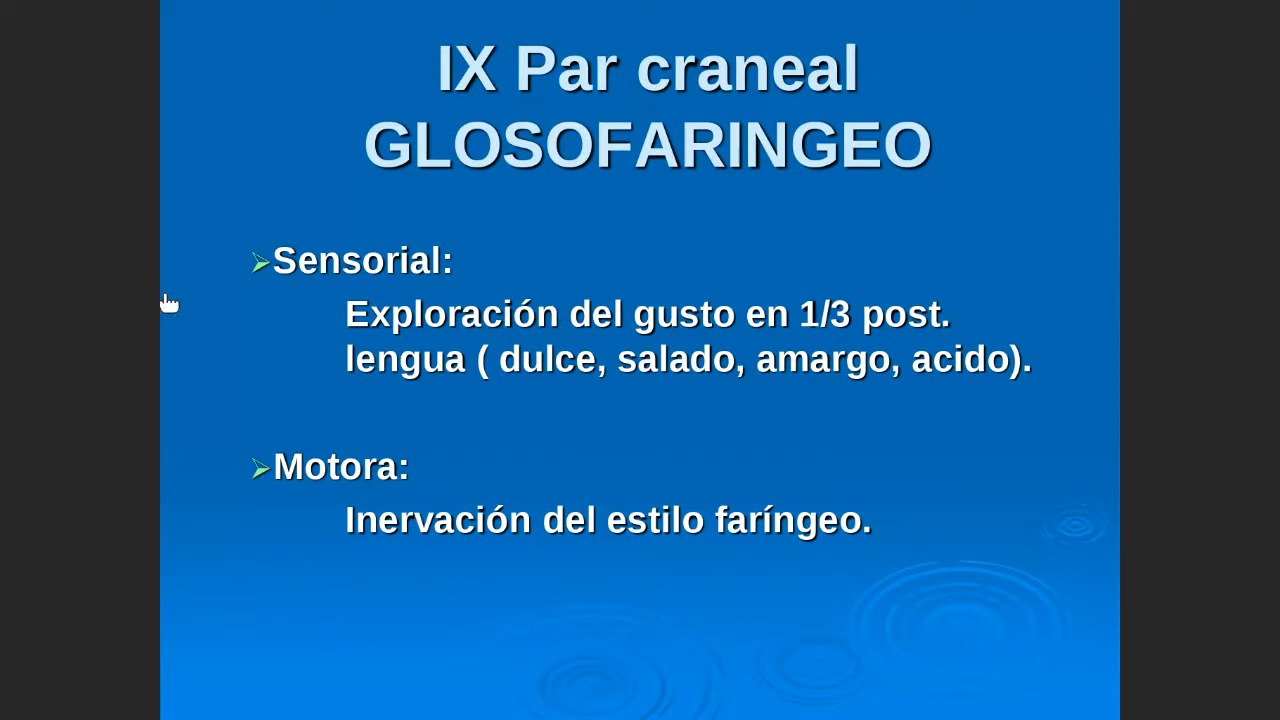 IX Par craneal
GLOSOFARINGEO
Sensorial:
Exploración del gusto en 1/3 post.
lengua ( dulce, salado, amargo, acido).
Motora:
Inervación del estilo faríngeo.